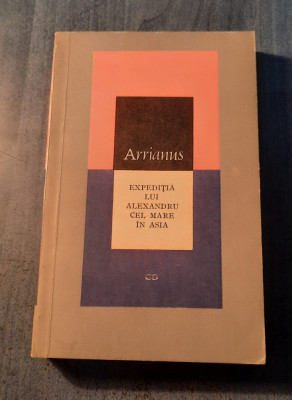 Arrianus
EXPEDIȚIA
LUI
ALEXANDRU
CEL MARE
ÎN ASIA